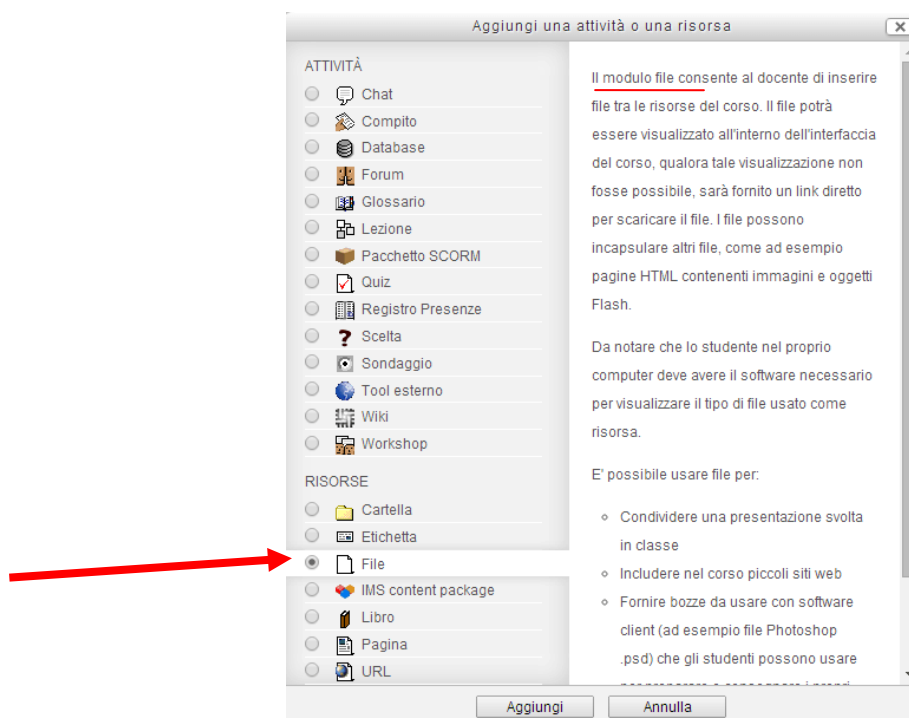 Aggiungi una attività o una risorsa
ATTIVITÀ
Chat
Compito
Database
Forum
Glossario
Lezione
Pacchetto SCORM
Quiz
Registro Presenze
Scelta
Sondaggio
Tool esterno
Wiki
Workshop
RISORSE
Cartella
Etichetta
File
IMS content package
Libro
Pagina
URL
Il modulo file consente al docente di inserire
file tra le risorse del corso. Il file potrà
essere visualizzato all'interno dell'interfaccia
del corso, qualora tale visualizzazione non
fosse possibile, sarà fornito un link diretto
per scaricare il file. I file possono
incapsulare altri file, come ad esempio
pagine HTML contenenti immagini e oggetti
Flash.
Da notare che lo studente nel proprio
computer deve avere il software necessario
per visualizzare il tipo di file usato come
risorsa.
E' possibile usare file per:
Condividere una presentazione svolta
in classe
Includere nel corso piccoli siti web
Fornire bozze da usare con software
client (ad esempio file Photoshop
.psd) che gli studenti possono usare
Aggiungi
Annulla